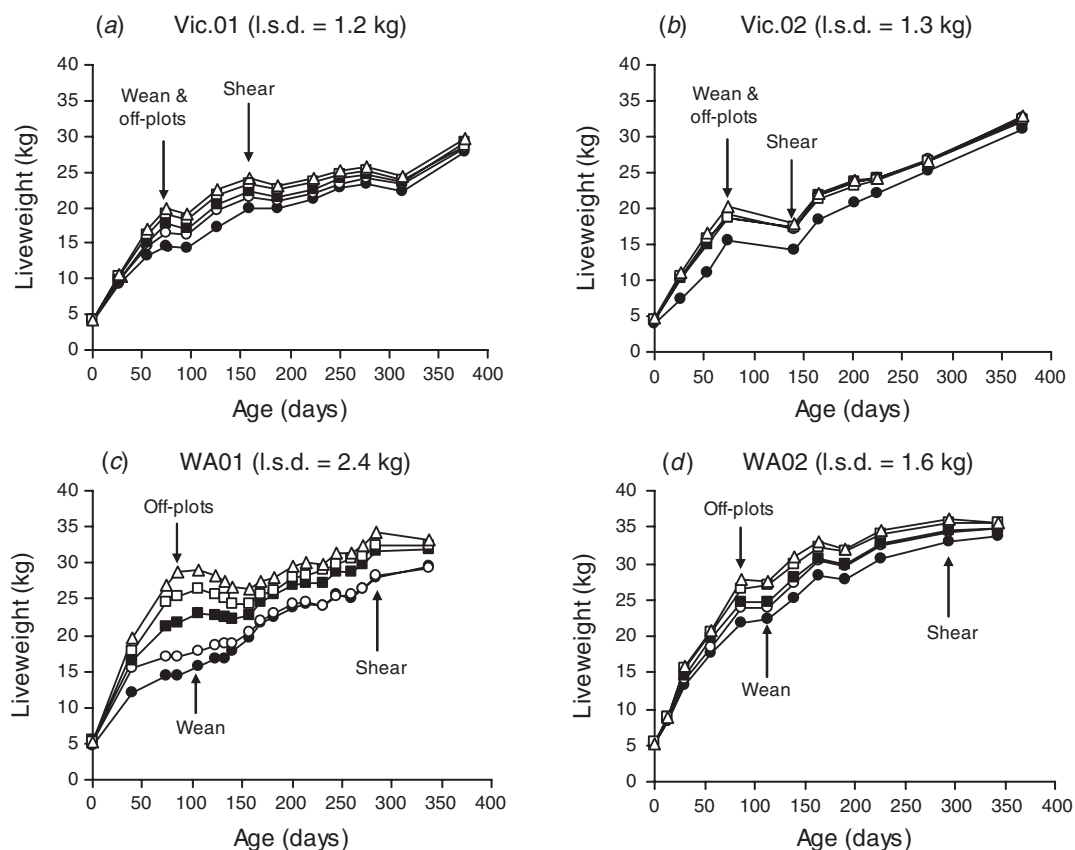 (a) Vic.01 (l.s.d. = 1.2 kg)
Liveweight (kg)
40
35
30
25
20
15
10
5
0
Wean &
off-plots
Shear
0 50 100 150 200 250 300 350 400
Age (days)
(b) Vic.02 (l.s.d. = 1.3 kg)
Liveweight (kg)
40
35
30
25
20
15
10
5
0
Wean &
off-plots
Shear
0 50 100 150 200 250 300 350 400
Age (days)
(c) WA01 (l.s.d. = 2.4 kg)
Liveweight (kg)
40
35
30
25
20
15
10
5
0
Off-plots
Wean
Shear
0 50 100 150 200 250 300 350 400
Age (days)
(d) WA02 (l.s.d. = 1.6 kg)
Liveweight (kg)
40
35
30
25
20
15
10
5
0
Off-plots
Wean
Shear
0 50 100 150 200 250 300 350 400
Age (days)